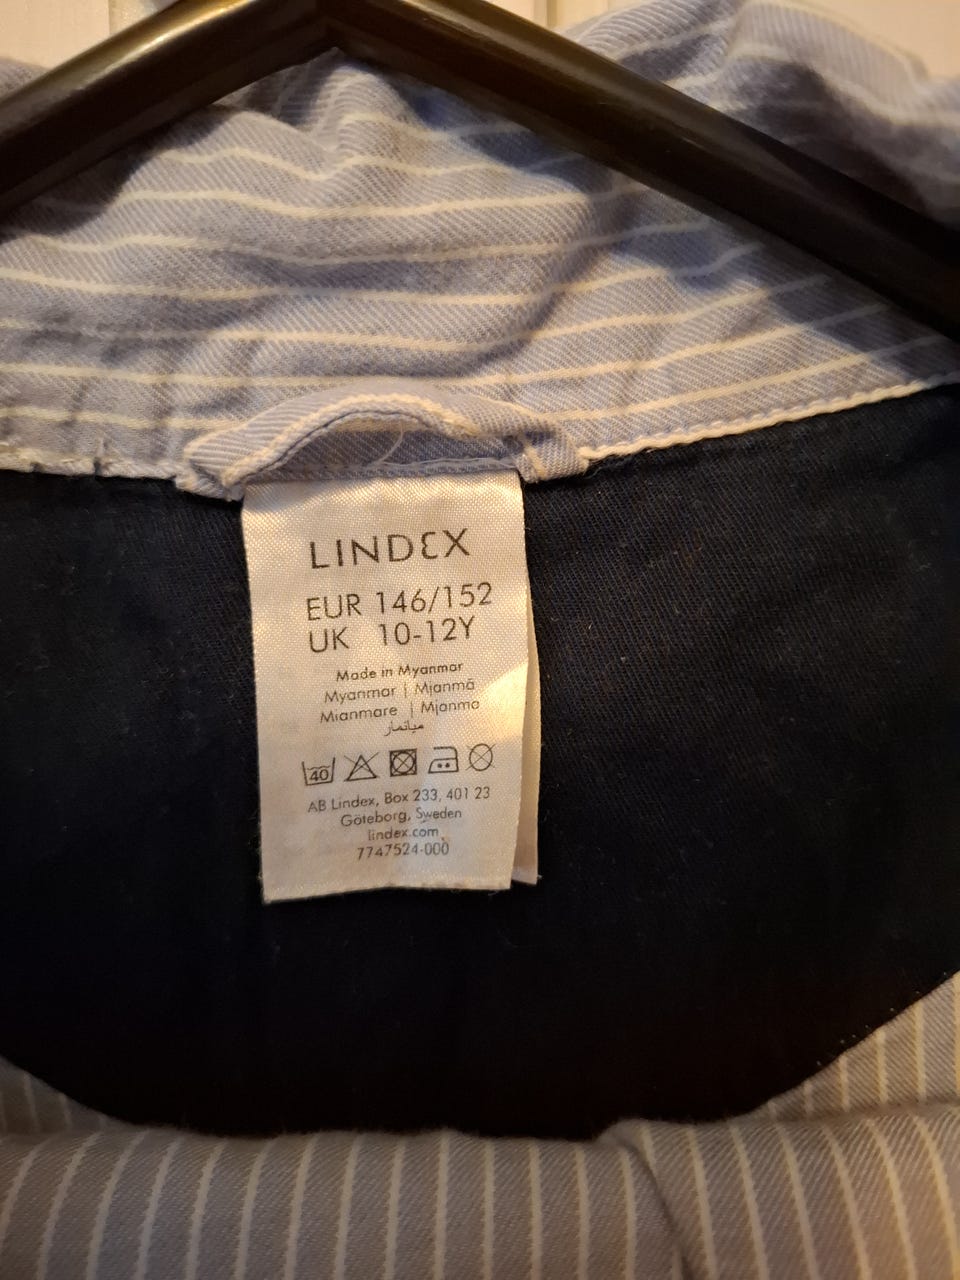 LINDEX
EUR 146/152
UK 10-12Y
Made in Myanmar
Myanmar | Mjanmā
Mianmare | Mjanma
ميانمار
40
AB Lindex, Box 233, 401 23
Göteborg, Sweden
lindex.com
7747524-000